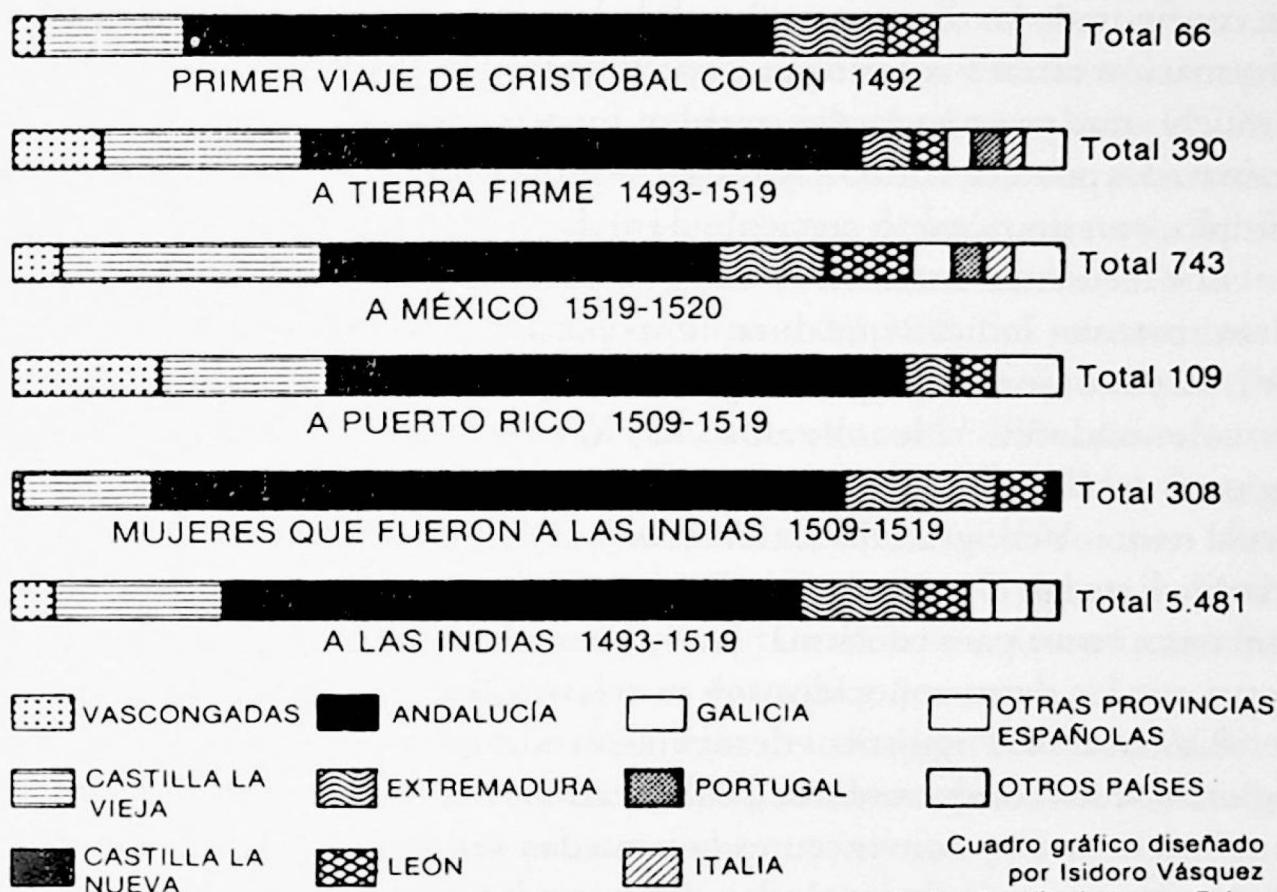 Total 66
PRIMER VIAJE DE CRISTOBAL COLÓN 1492
Total 390
A TIERRA FIRME 1493-1519
Total 743
A MÉXICO 1519-1520
Total 109
A PUERTO RICO 1509-1519
Total 308
MUJERES QUE FUERON A LAS INDIAS 1509-1519
Total 5.481
A LAS INDIAS 1493-1519
VASCONGADAS
ANDALUCÍA
GALICIA
OTRAS PROVINCIAS
ESPAÑOLAS
CASTILLA LA
VIEJA
EXTREMADURA
PORTUGAL
OTROS PAÍSES
CASTILLA LA
NUEVA
LEÓN
ITALIA
Cuadro gráfico diseñado
por Isidoro Vásquez